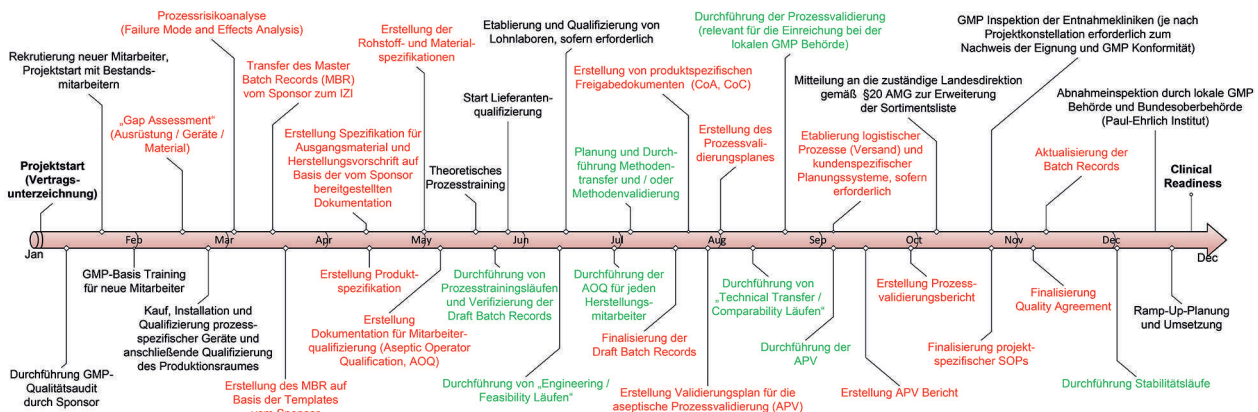 Projektstart
(Vertrags-
unterzeichnung)
Rekrutierung neuer Mitarbeiter,
Projektstart mit Bestands-
mitarbeitern
„Gap Assessment"
(Ausrüstung / Geräte /
Material)
Prozessrisikoanalyse
(Failure Mode and Effects Analysis)
Transfer des Master
Batch Records (MBR)
vom Sponsor zum IZI
Erstellung Spezifikation für
Ausgangsmaterial und
Herstellungsvorschrift auf
Basis der vom Sponsor
bereitgestellten
Dokumentation
Erstellung der
Rohstoff- und Material-
spezifikationen
Theoretisches
Prozesstraining
Start Lieferanten-
qualifizierung
Etablierung und Qualifizierung von
Lohnlaboren, sofern erforderlich
Planung und Durch-
führung Methoden-
transfer und / oder
Methodenvalidierung
Erstellung von produktspezifischen
Freigabedokumenten (CoA, CoC)
Erstellung des
Prozessvali-
dierungsplanes
Durchführung der Prozessvalidierung
(relevant für die Einreichung bei der
lokalen GMP Behörde)
Etablierung logistischer
Prozesse (Versand) und
kundenspezifischer
Planungssysteme, sofern
erforderlich
Mitteilung an die zuständige Landesdirektion
gemäß §20 AMG zur Erweiterung
der Sortimentsliste
GMP Inspektion der Entnahmekliniken (je nach
Projektkonstellation erforderlich zum
Nachweis der Eignung und GMP Konformität)
Aktualisierung der
Batch Records
Abnahmeinspektion durch lokale GMP
Behörde und Bundesoberbehörde
(Paul-Ehrlich Institut)
Clinical
Readiness
Jan
Feb
Mar
Apr
May
Jun
Jul
Aug
Sep
Oct
Nov
Dec
Dec
Durchführung GMP-
Qualitätsaudit
durch Sponsor
GMP-Basis Training
für neue Mitarbeiter
Kauf, Installation und
Qualifizierung prozess-
spezifischer Geräte und
anschließende Qualifizierung
des Produktionsraumes
Erstellung des MBR auf
Basis der Templates
vom Sponsor
Erstellung Produkt-
spezifikation
Erstellung
Dokumentation für Mitarbeiter-
qualifizierung (Aseptic Operator
Qualification, AOQ)
Durchführung von
Prozesstrainingsläufen
und Verifizierung der
Draft Batch Records
Durchführung von „Engineering /
Feasibility Läufen"
Durchführung der
AOQ für jeden
Herstellungs-
mitarbeiter
Finalisierung der
Draft Batch Records
Erstellung Validierungsplan für die
aseptische Prozessvalidierung (APV)
Durchführung von
„Technical Transfer /
Comparability Läufen"
Durchführung der
APV
Erstellung APV Bericht
Erstellung Prozess-
validierungsbericht
Finalisierung projekt-
spezifischer SOPs
Finalisierung
Quality Agreement
Durchführung Stabilitätsläufe
Ramp-Up-Planung
und Umsetzung